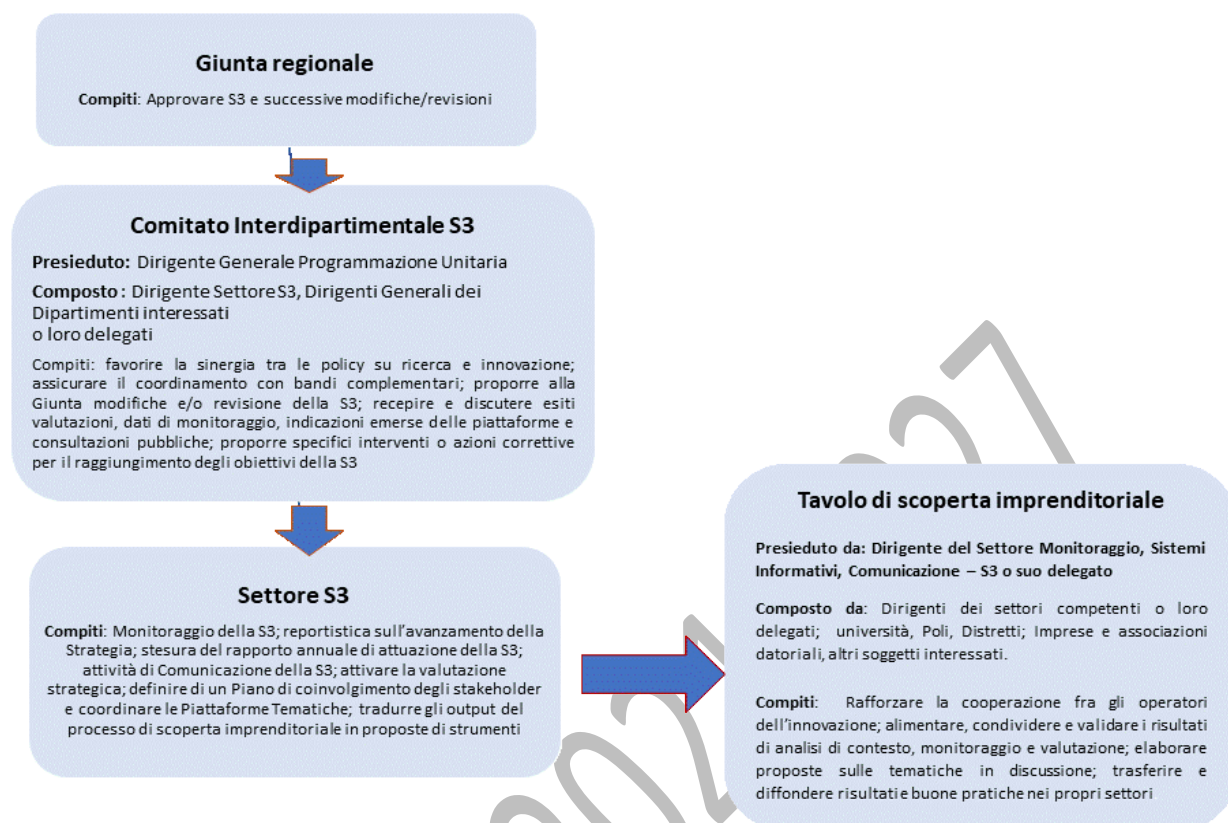 Giunta regionale
Compiti: Approvare S3 e successive modifiche/revisioni
Comitato Interdipartimentale S3
Presieduto: Dirigente Generale Programmazione Unitaria
Composto : Dirigente Settore S3, Dirigenti Generali dei
Dipartimenti interessati
o loro delegati
Compiti: favorire la sinergia tra le policy su ricerca e innovazione;
assicurare il coordinamento con bandi complementari; proporre alla
Giunta modifiche e/o revisione della S3; recepire e discutere esiti
valutazioni, dati di monitoraggio, indicazioni emerse delle piattaforme e
consultazioni pubbliche; proporre specifici interventi o azioni correttive
per il raggiungimento degli obiettivi della S3
Settore S3
Compiti: Monitoraggio della S3; reportistica sull'avanzamento della
Strategia; stesura del rapporto annuale di attuazione della S3;
attività di Comunicazione della S3; attivare la valutazione
strategica; definire di un Piano di coinvolgimento degli stakeholder
e coordinare le Piattaforme Tematiche; tradurre gli output del
processo di scoperta imprenditoriale in proposte di strumenti
Tavolo di scoperta imprenditoriale
Presieduto da: Dirigente del Settore Monitoraggio, Sistemi
Informativi, Comunicazione – S3 o suo delegato
Composto da: Dirigenti dei settori competenti o loro
delegati; università, Poli, Distretti; Imprese e associazioni
datoriali, altri soggetti interessati.
Compiti: Rafforzare la cooperazione fra gli operatori
dell'innovazione; alimentare, condividere e validare i risultati
di analisi di contesto, monitoraggio e valutazione; elaborare
proposte sulle tematiche in discussione; trasferire e
diffondere risultati e buone pratiche nei propri settori